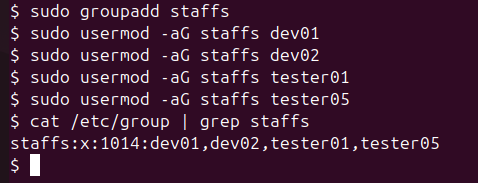 $ sudo groupadd staffs
$ sudo usermod -aG staffs dev01
$ sudo usermod -aG staffs dev02
$ sudo usermod -aG staffs tester01
$ sudo usermod -aG staffs tester05
$ cat /etc/group | grep staffs
staffs:x:1014:dev01,dev02,tester01,tester05
$